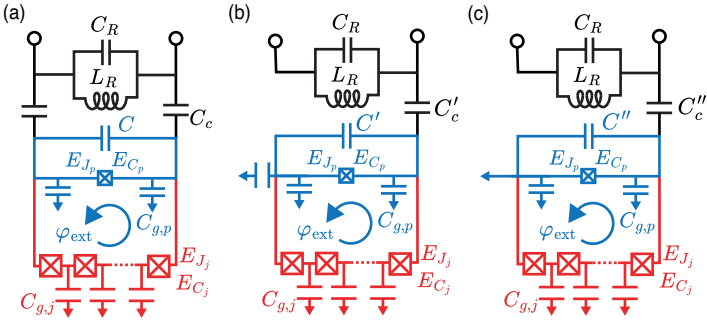 (a)
C_R
L_R
C_c
C
E_{J_p} E_{C_p}
C_{g,p}
φ_ext
E_{J_j}
E_{C_j}
C_{g,j}
(b)
C_R
L_R
C′_c
C′
E_{J_p} E_{C_p}
C_{g,p}
φ_ext
E_{J_j}
E_{C_j}
C_{g,j}
(c)
C_R
L_R
C″_c
C″
E_{J_p} E_{C_p}
C_{g,p}
φ_ext
E_{J_j}
E_{C_j}
C_{g,j}